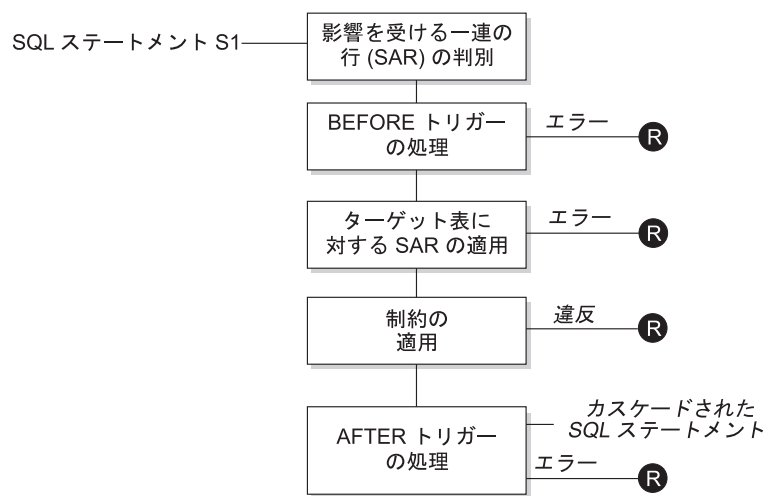 SQL ステートメント S1
影響を受ける一連の
行 (SAR) の判別
BEFORE トリガー
の処理
エラー
R
ターゲット表に
対する SAR の適用
エラー
R
制約の
適用
違反
R
AFTER トリガー
の処理
カスケードされた
SQL ステートメント
エラー
R